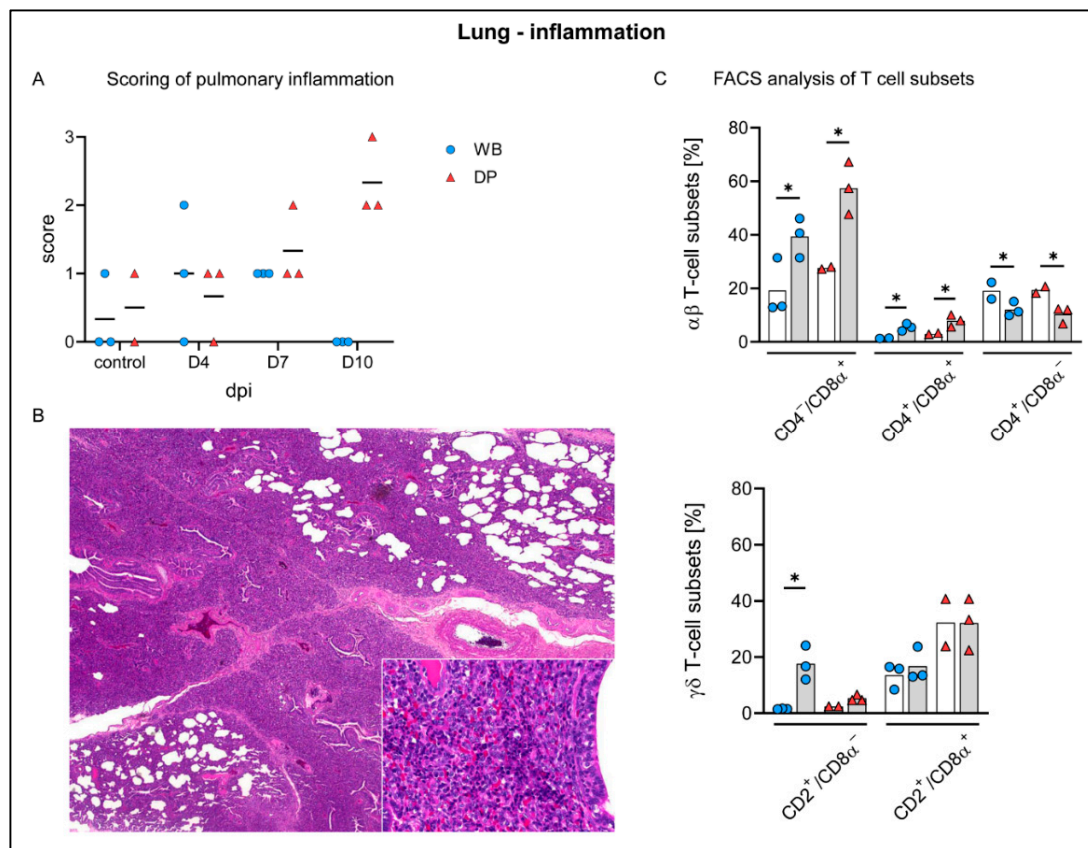 Lung - inflammation
A Scoring of pulmonary inflammation
3
2
1
0
score
control D4 D7 D10
dpi
WB
DP
B
C FACS analysis of T cell subsets
80
60
40
20
0
αβ T-cell subsets [%]
* * * * * *
CD4⁻/CD8α⁺
CD4⁺/CD8α⁺
CD4⁺/CD8α⁻
80
60
40
20
0
γδ T-cell subsets [%]
*
CD2⁺/CD8α⁻
CD2⁺/CD8α⁺